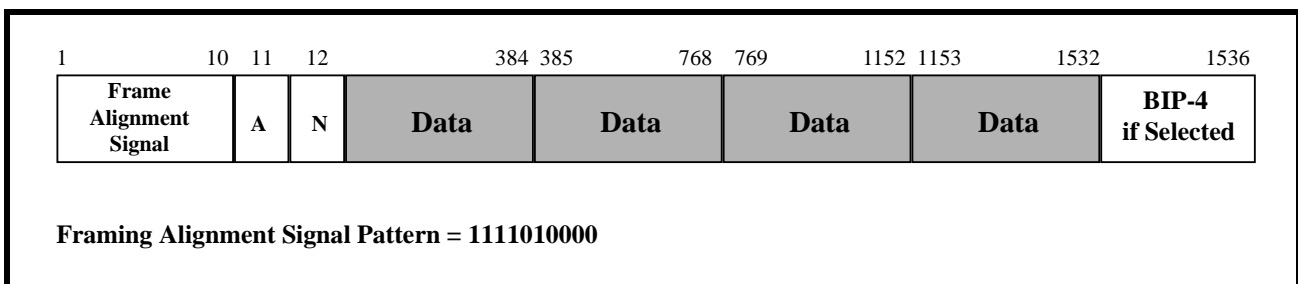 1 10 11 12 384 385 768 769 1152 1153 1532 1536
Frame
Alignment
Signal
A
N
Data
Data
Data
Data
BIP-4
if Selected
Framing Alignment Signal Pattern = 1111010000